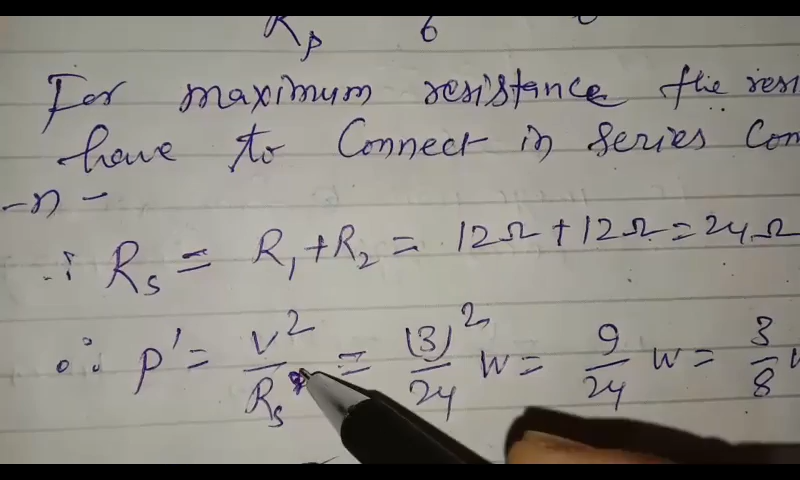 Rp 6
For maximum resistance the resi
have to Connect in series Con
-n-
∴ Rs = R1 + R2 = 12Ω + 12Ω = 24Ω
∴ p' = V²/Rs = (3)²/24 W = 9/24 W = 3/8